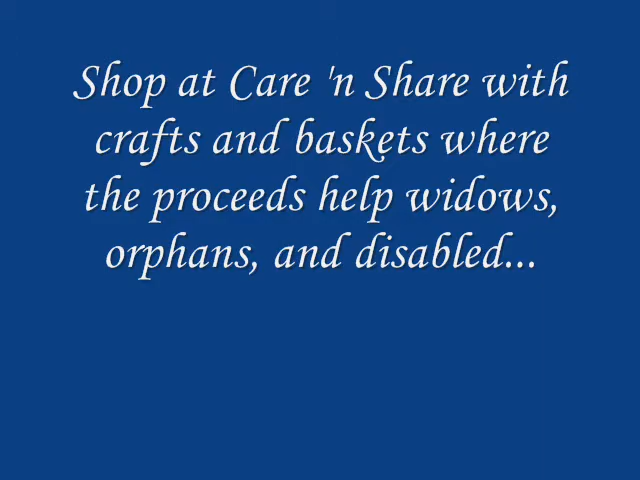 Shop at Care 'n Share with
crafts and baskets where
the proceeds help widows,
orphans, and disabled...